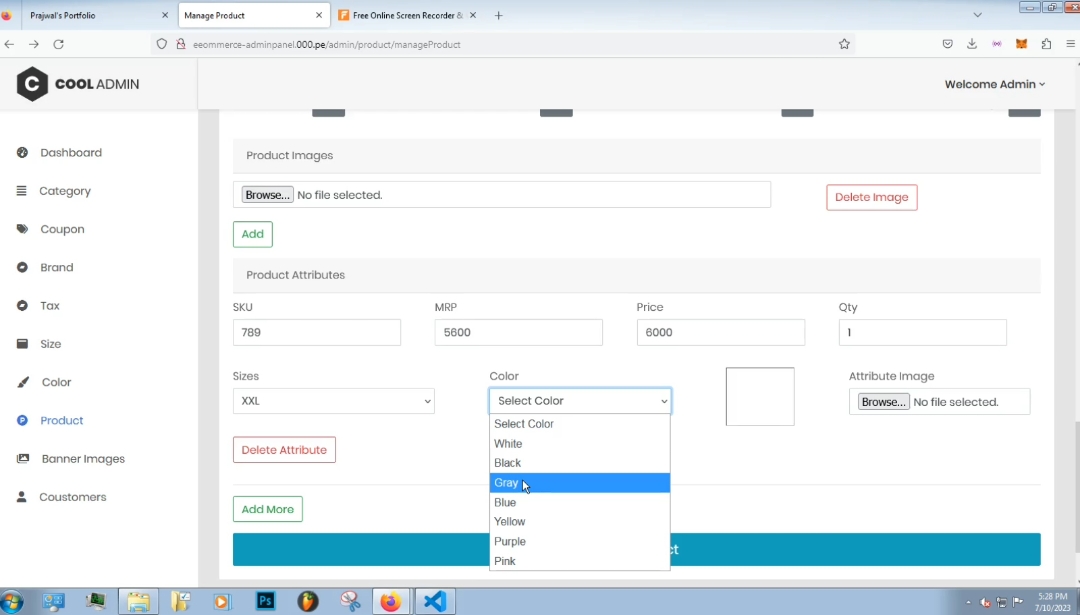 Prajwal's Portfolio
Manage Product
Free Online Screen Recorder &
eeommerce-adminpanel.000.pe/admin/product/manageProduct
C COOL ADMIN
Welcome Admin
Dashboard
Category
Coupon
Brand
Tax
Size
Color
Product
Banner Images
Coustomers
Product Images
Browse... No file selected.
Delete Image
Add
Product Attributes
SKU
MRP
Price
Qty
789
5600
6000
1
Sizes
Color
Attribute Image
XXL
Select Color
Browse... No file selected.
Select Color
White
Black
Gray
Blue
Yellow
Purple
Pink
Delete Attribute
Add More
ct
Ps
5:28 PM
7/10/2023